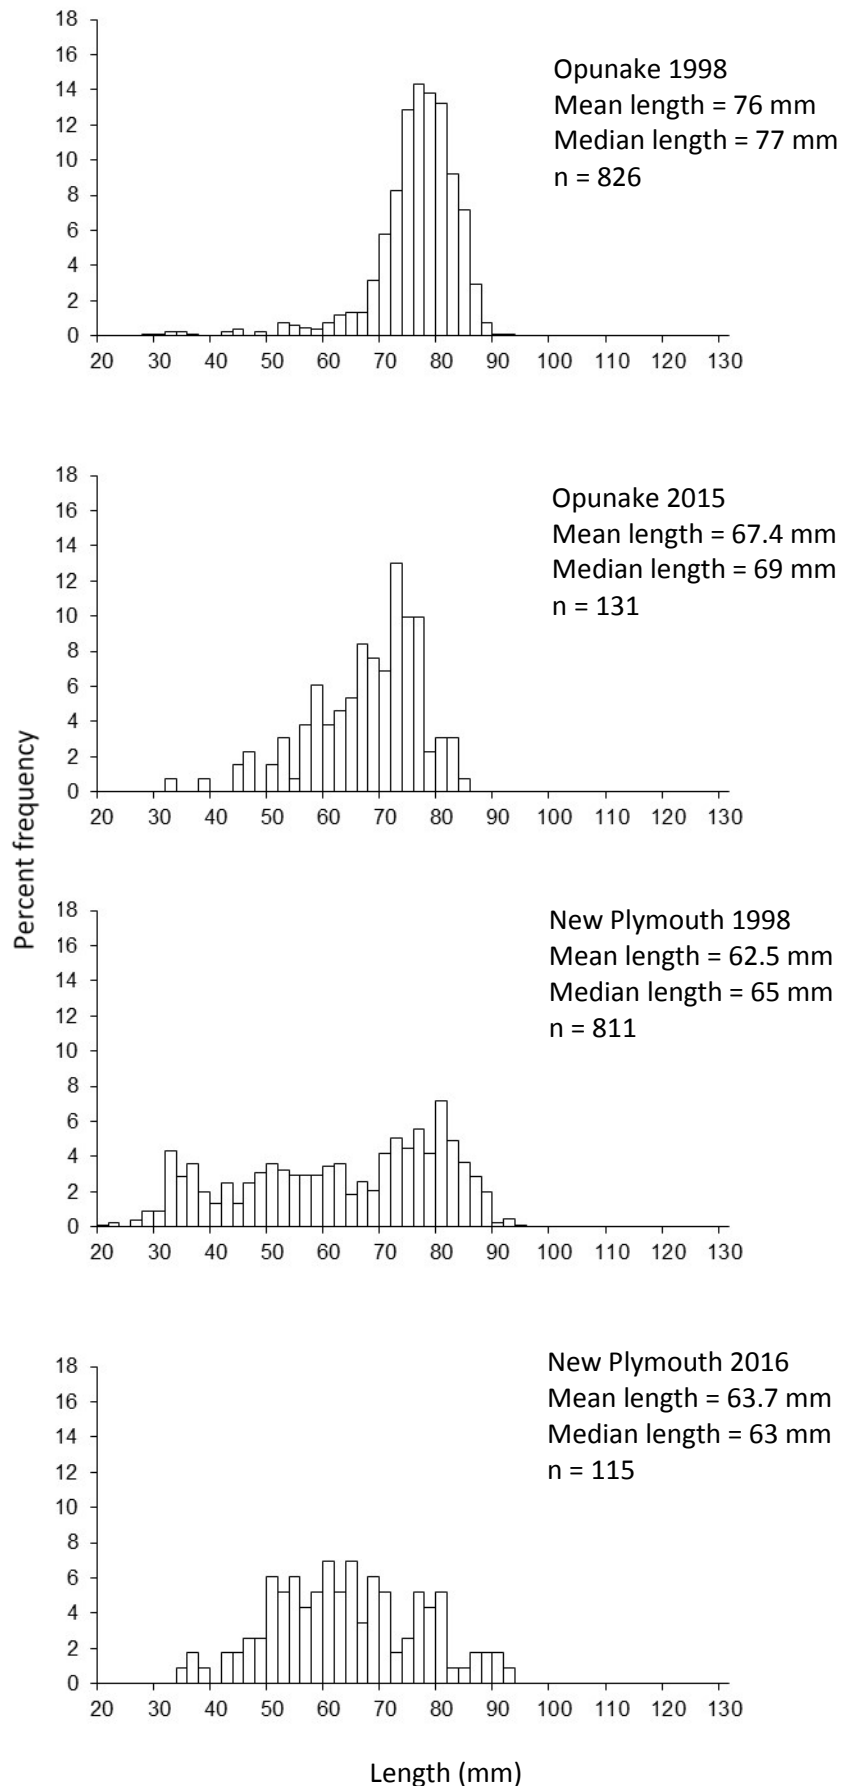 18
16
14
12
10
8
6
4
2
0
20 30 40 50 60 70 80 90 100 110 120 130
Opunake 1998
Mean length = 76 mm
Median length = 77 mm
n = 826
18
16
14
12
10
8
6
4
2
0
20 30 40 50 60 70 80 90 100 110 120 130
Opunake 2015
Mean length = 67.4 mm
Median length = 69 mm
n = 131
Percent frequency
18
16
14
12
10
8
6
4
2
0
20 30 40 50 60 70 80 90 100 110 120 130
New Plymouth 1998
Mean length = 62.5 mm
Median length = 65 mm
n = 811
18
16
14
12
10
8
6
4
2
0
20 30 40 50 60 70 80 90 100 110 120 130
New Plymouth 2016
Mean length = 63.7 mm
Median length = 63 mm
n = 115
Length (mm)